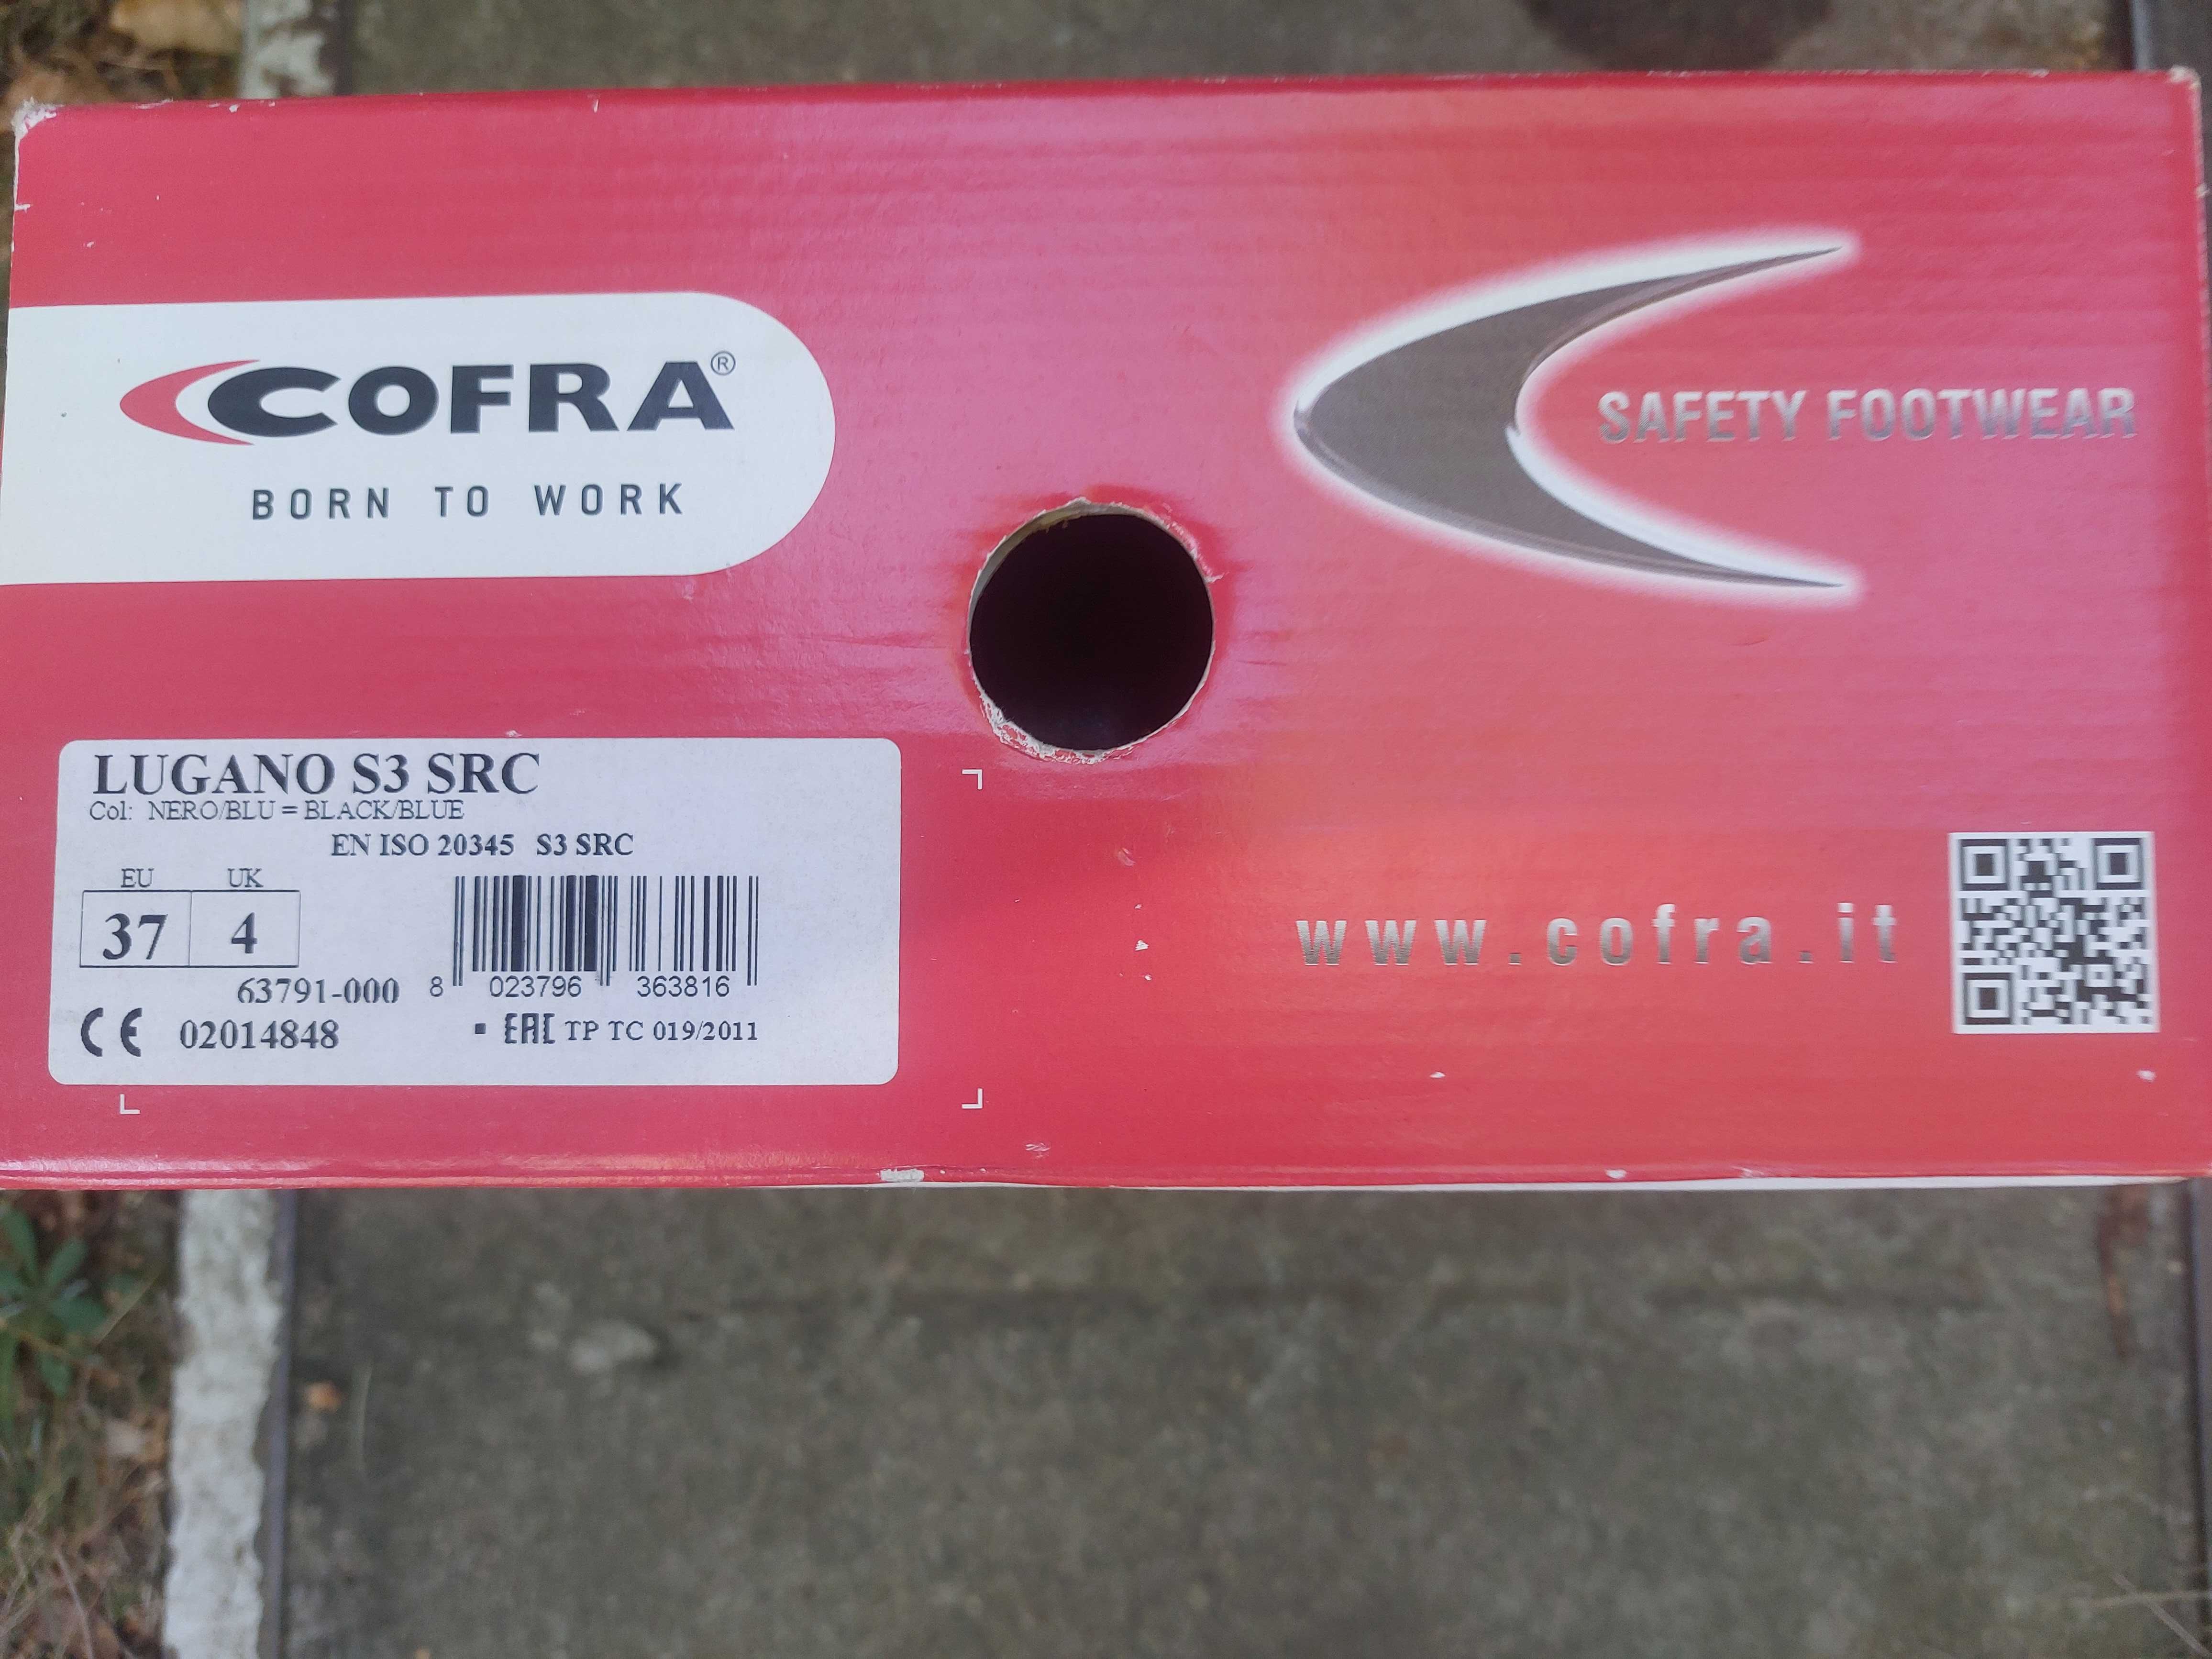 COFRA®
BORN TO WORK
SAFETY FOOTWEAR
LUGANO S3 SRC
Col: NERO/BLU = BLACK/BLUE
EN ISO 20345 S3 SRC
EU UK
37 4
63791-000
8 023796 363816
CE 02014848
EAC TP TC 019/2011
www.cofra.it